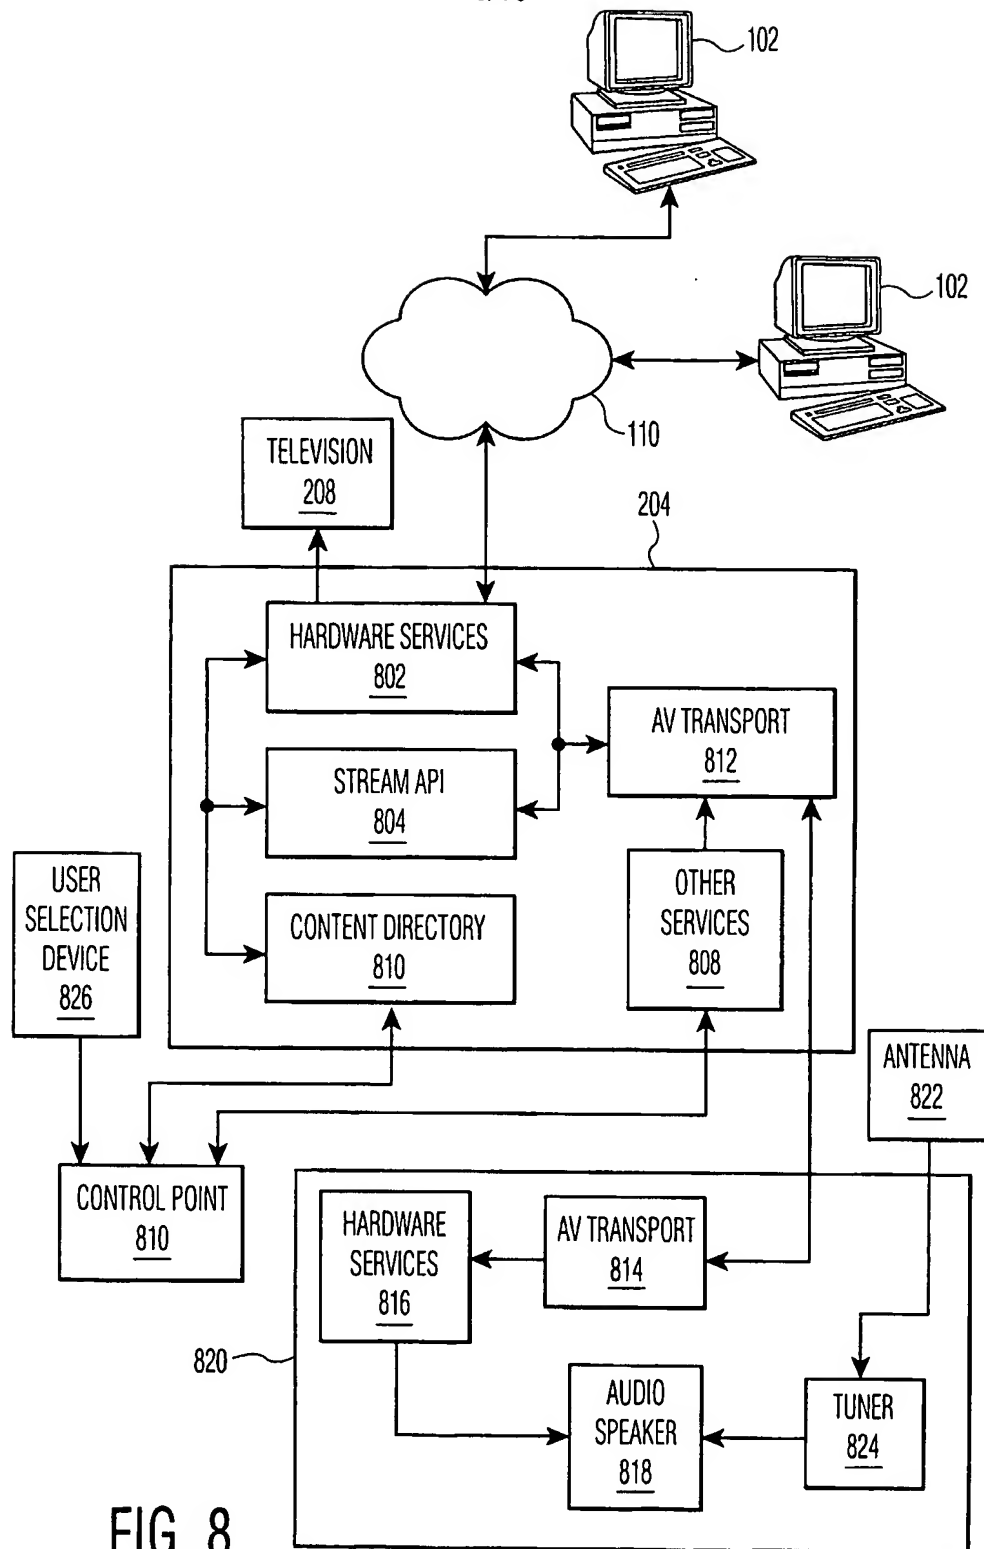 102
102
110
TELEVISION
208
204
HARDWARE SERVICES
802
AV TRANSPORT
812
STREAM API
804
USER
SELECTION
DEVICE
826
OTHER
SERVICES
808
CONTENT DIRECTORY
810
ANTENNA
822
CONTROL POINT
810
HARDWARE
SERVICES
816
AV TRANSPORT
814
820
AUDIO
SPEAKER
818
TUNER
824
FIG. 8